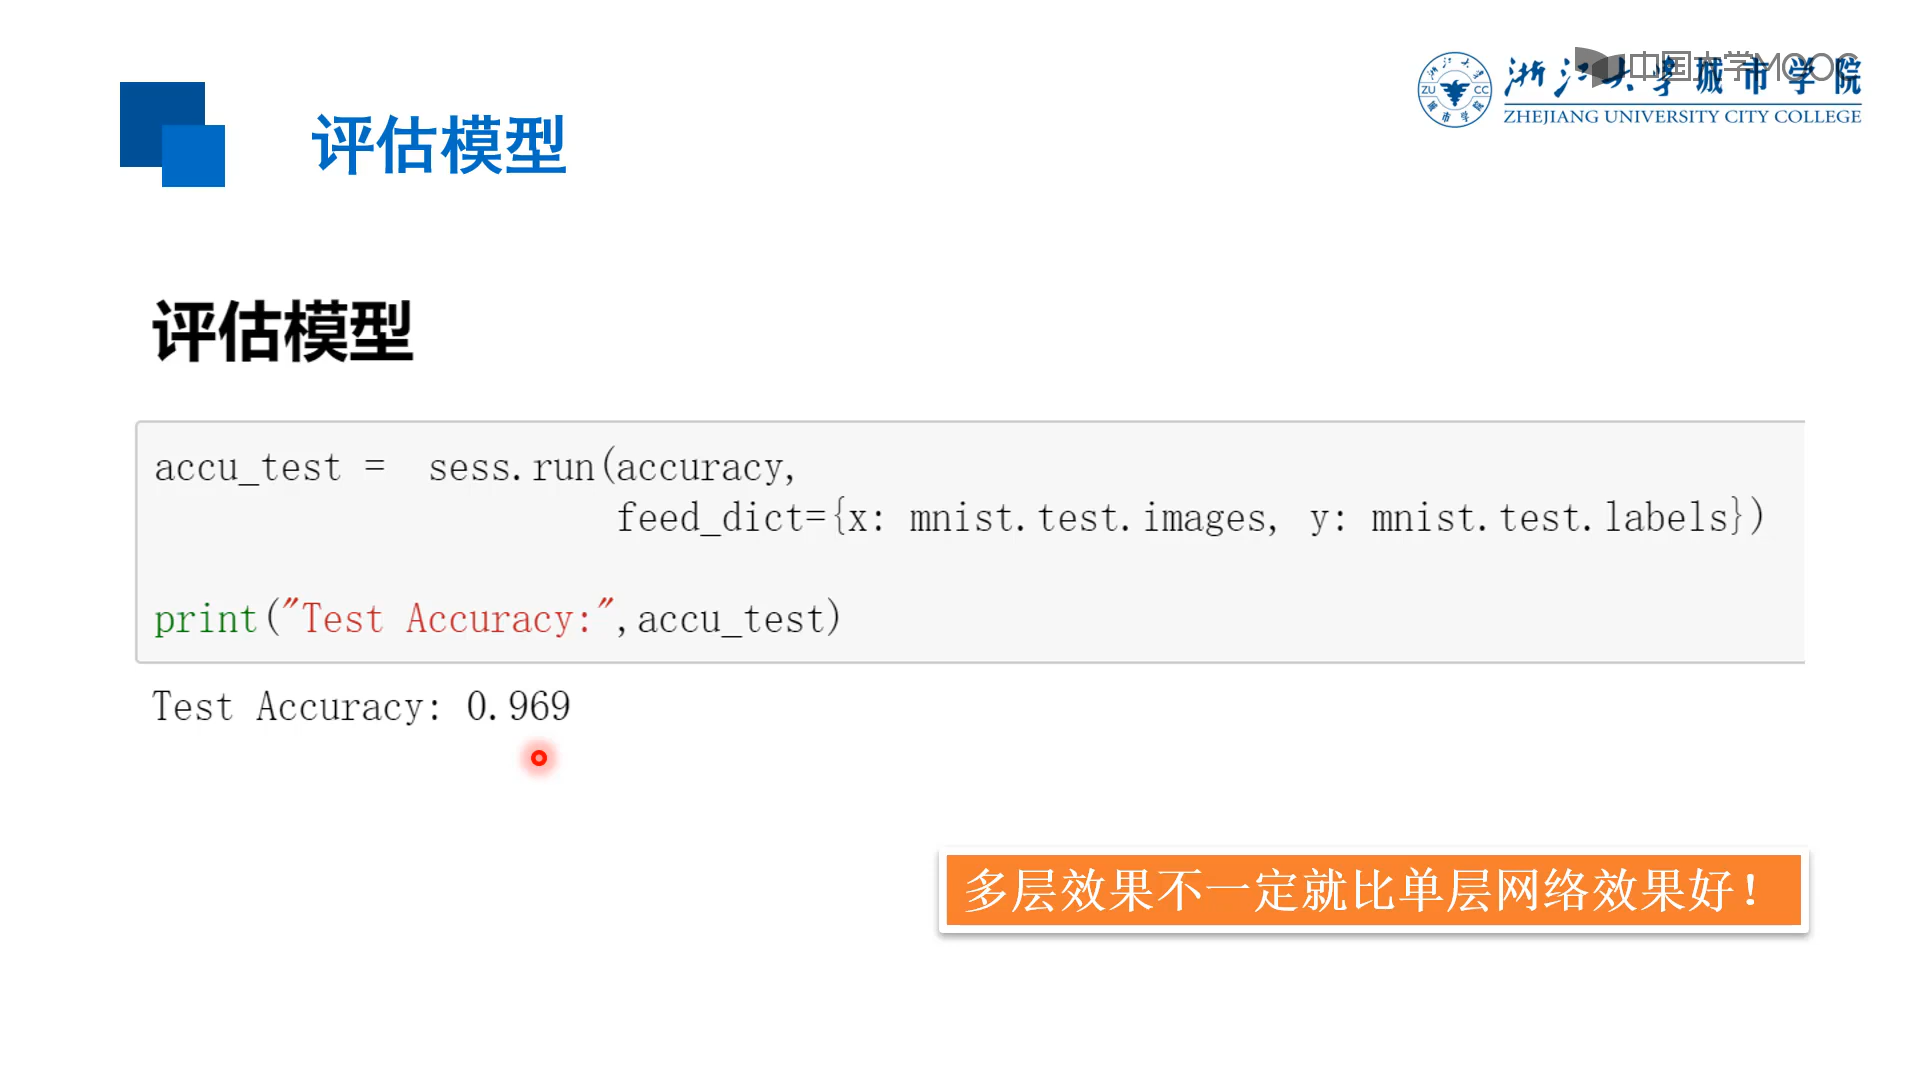 中国大学MOOC
浙江大学城市学院
ZU CC
ZHEJIANG UNIVERSITY CITY COLLEGE
评估模型
评估模型
accu_test =  sess.run(accuracy,
feed_dict={x: mnist.test.images, y: mnist.test.labels})
print("Test Accuracy:",accu_test)
Test Accuracy: 0.969
多层效果不一定就比单层网络效果好!